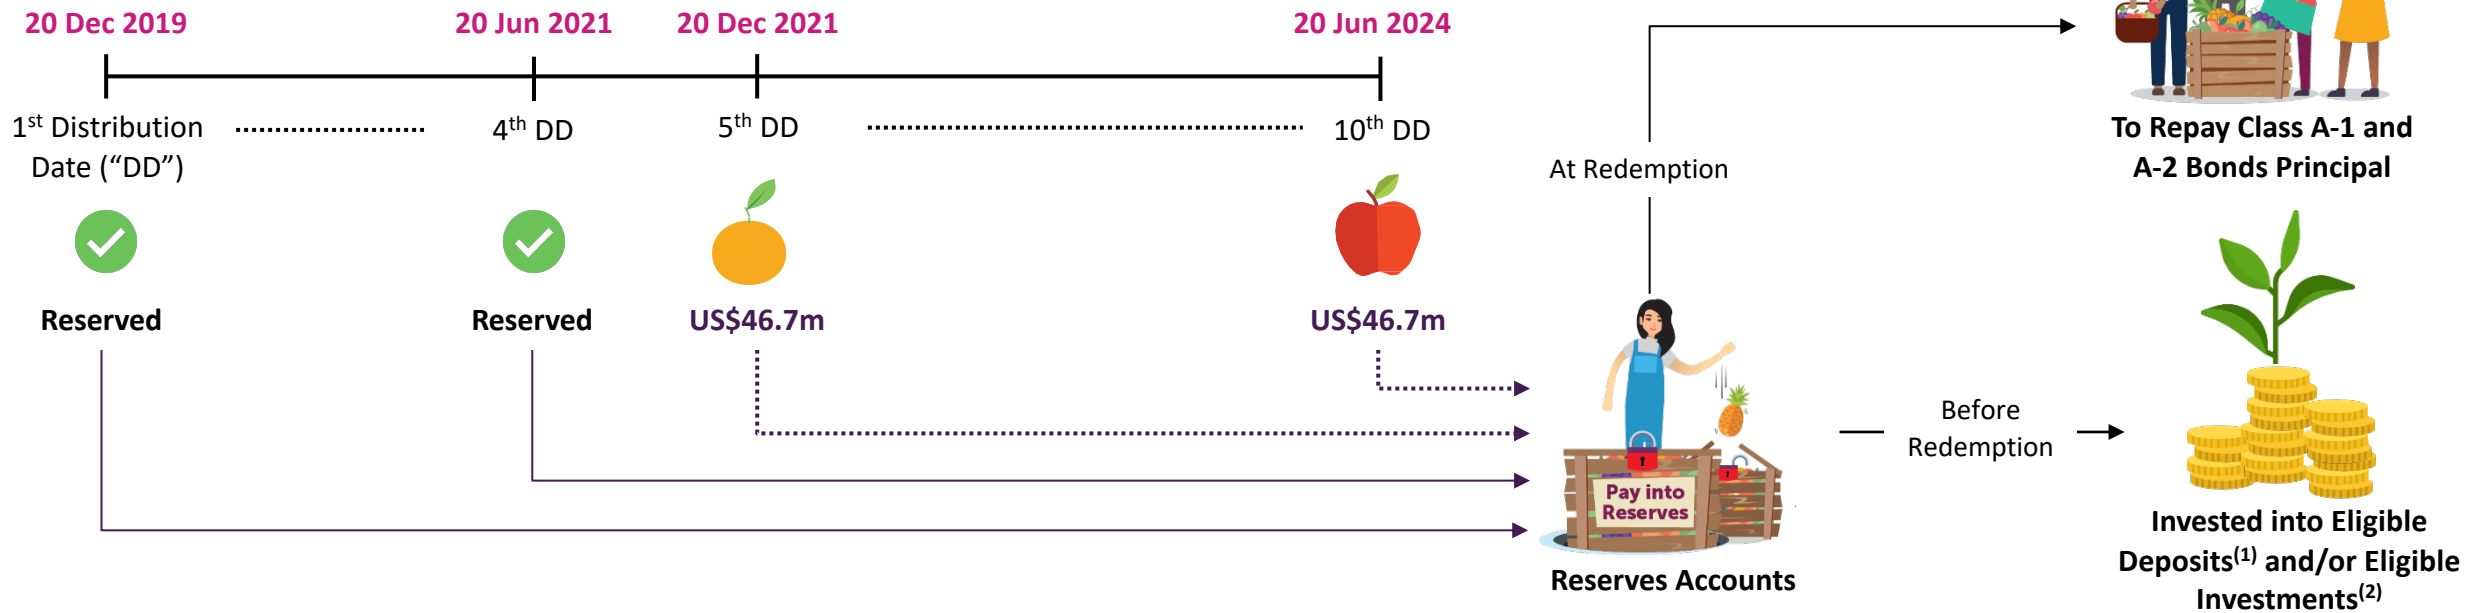 20 Dec 2019
20 Jun 2021
20 Dec 2021
20 Jun 2024
1st Distribution
Date (“DD”)
4th DD
5th DD
10th DD
Reserved
Reserved
US$46.7m
US$46.7m
At Redemption
To Repay Class A-1 and
A-2 Bonds Principal
Pay into
Reserves
Reserves Accounts
Before
Redemption
Invested into Eligible
Deposits(1) and/or Eligible
Investments(2)